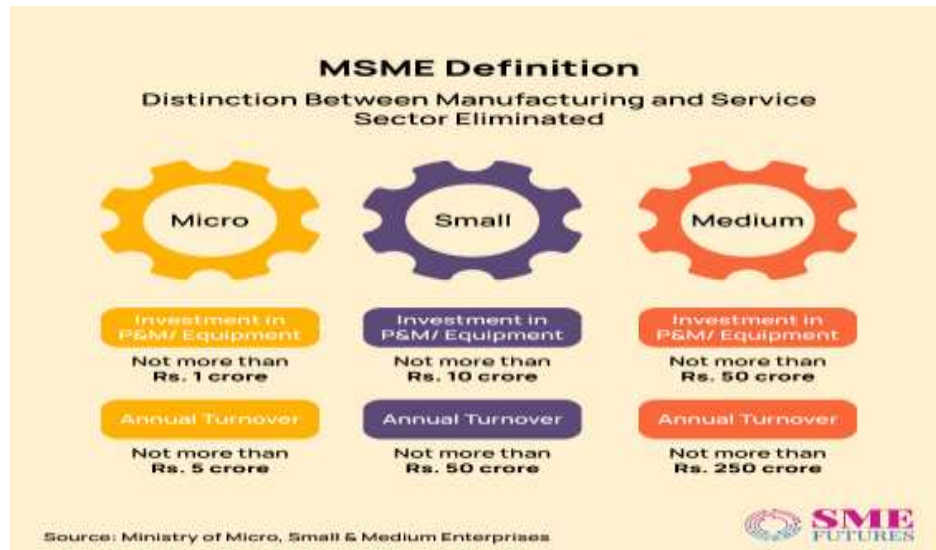 MSME Definition
Distinction Between Manufacturing and Service
Sector Eliminated
Micro
Small
Medium
Investment in
P&M/ Equipment
Not more than
Rs. 1 crore
Annual Turnover
Not more than
Rs. 5 crore
Investment in
P&M/ Equipment
Not more than
Rs. 10 crore
Annual Turnover
Not more than
Rs. 50 crore
Investment in
P&M/ Equipment
Not more than
Rs. 50 crore
Annual Turnover
Not more than
Rs. 250 crore
Source: Ministry of Micro, Small & Medium Enterprises
SME
FUTURES